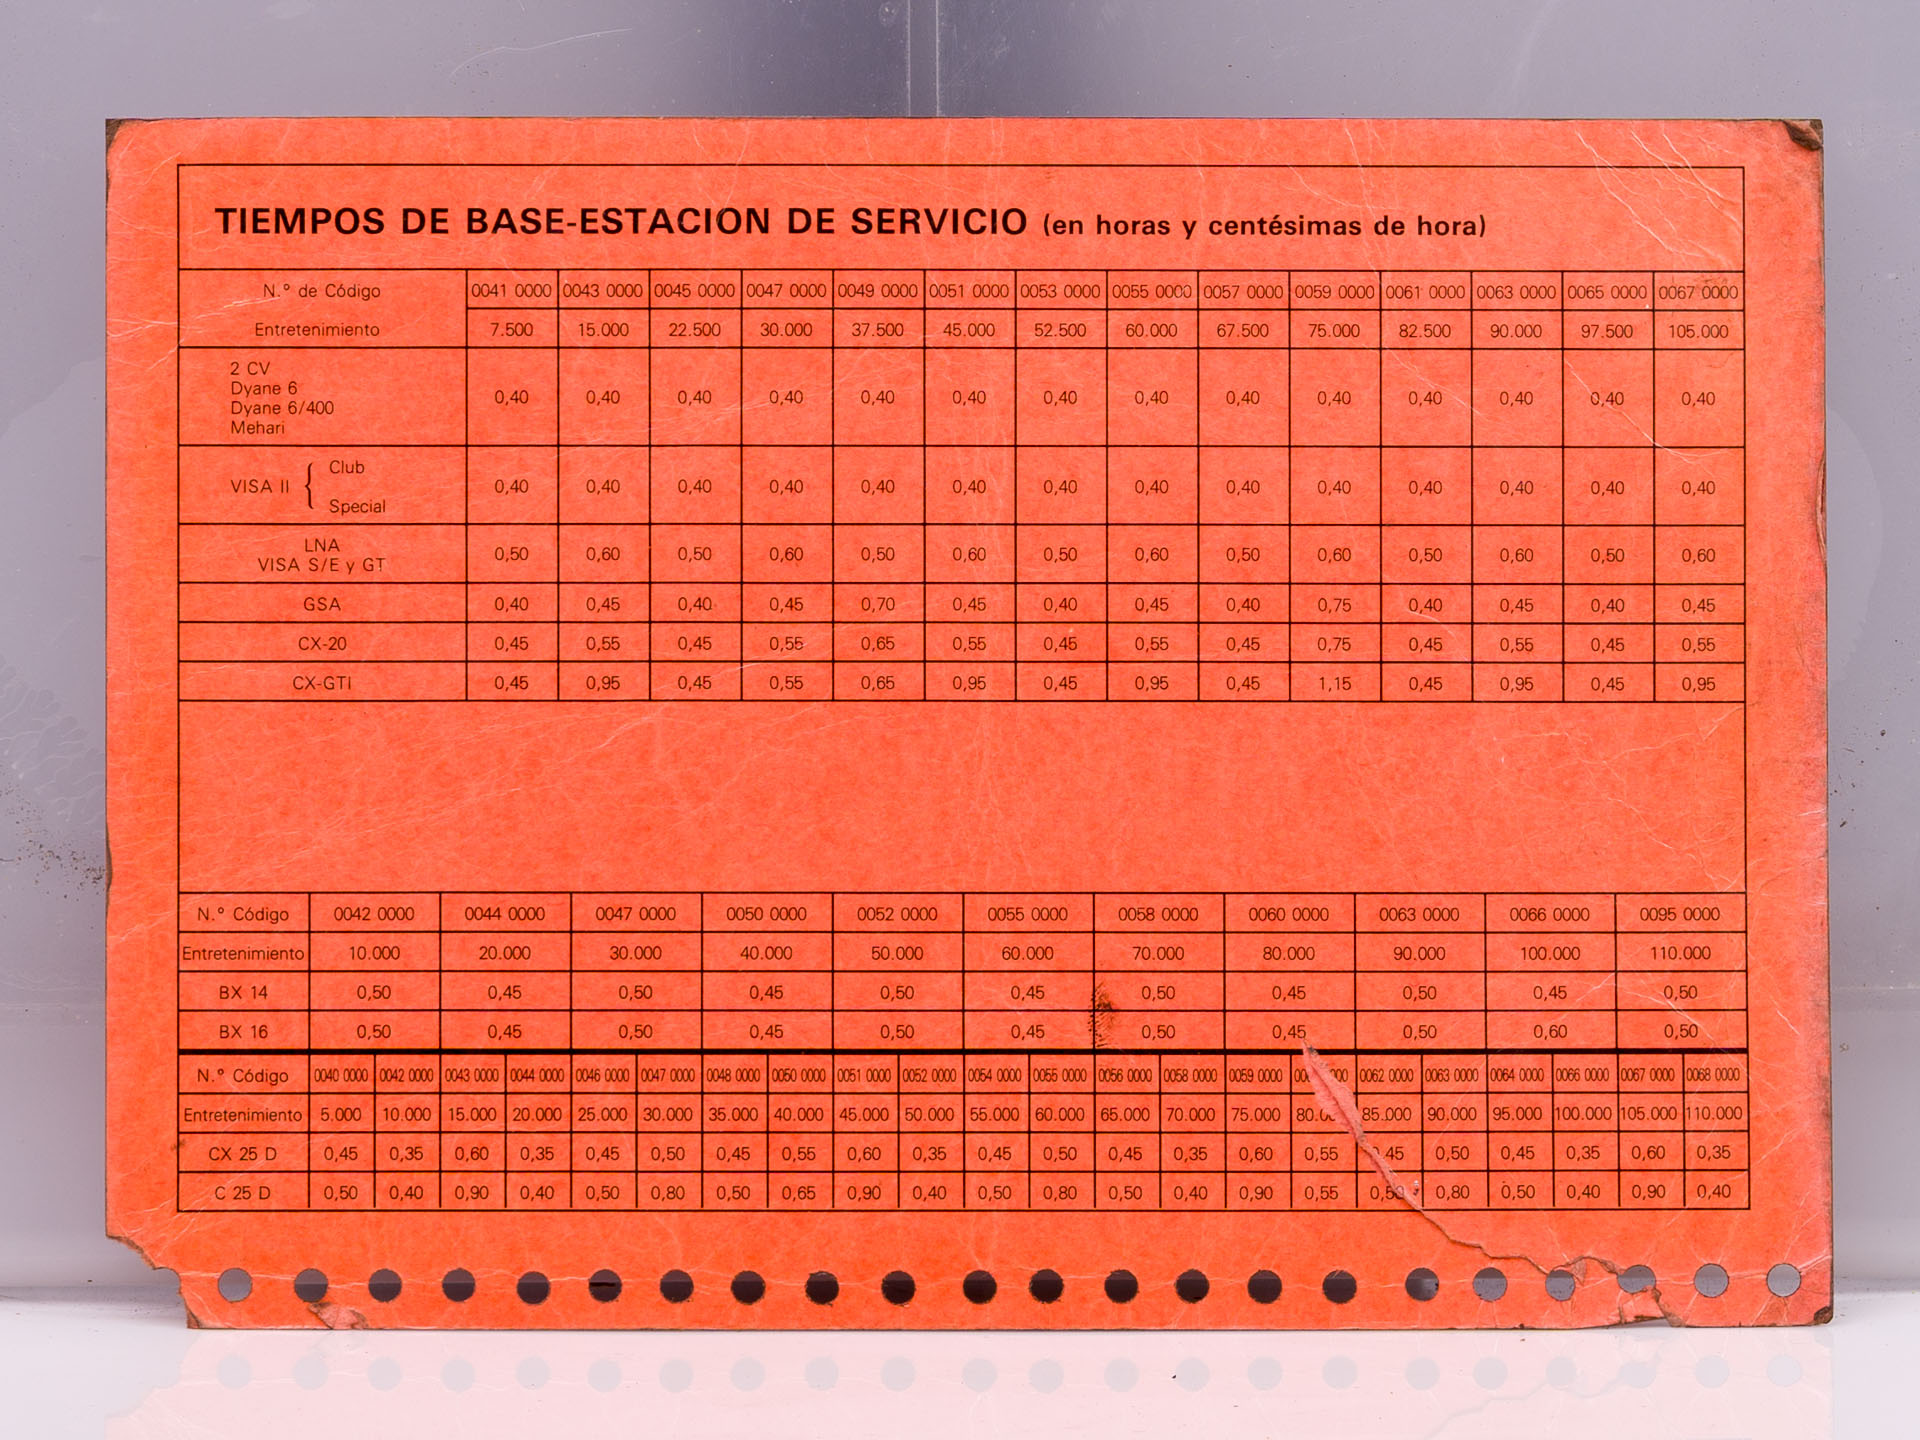 TIEMPOS DE BASE-ESTACION DE SERVICIO (en horas y centésimas de hora)
N.º de Código 0041 0000 0043 0000 0045 0000 0047 0000 0049 0000 0051 0000 0053 0000 0055 0000 0057 0000 0059 0000 0061 0000 0063 0000 0065 0000 0067 0000
Entretenimiento 7.500 15.000 22.500 30.000 37.500 45.000 52.500 60.000 67.500 75.000 82.500 90.000 97.500 105.000
2 CV
Dyane 6
Dyane 6/400
Mehari
0,40 0,40 0,40 0,40 0,40 0,40 0,40 0,40 0,40 0,40 0,40 0,40 0,40 0,40
VISA II { Club
Special
0,40 0,40 0,40 0,40 0,40 0,40 0,40 0,40 0,40 0,40 0,40 0,40 0,40 0,40
LNA
VISA S/E y GT
0,50 0,60 0,50 0,60 0,50 0,60 0,50 0,60 0,50 0,60 0,50 0,60 0,50 0,60
GSA 0,40 0,45 0,40 0,45 0,70 0,45 0,40 0,45 0,40 0,75 0,40 0,45 0,40 0,45
CX-20 0,45 0,55 0,45 0,55 0,65 0,55 0,45 0,55 0,45 0,75 0,45 0,55 0,45 0,55
CX-GTI 0,45 0,95 0,45 0,55 0,65 0,95 0,45 0,95 0,45 1,15 0,45 0,95 0,45 0,95
N.º Código 0042 0000 0044 0000 0047 0000 0050 0000 0052 0000 0055 0000 0058 0000 0060 0000 0063 0000 0066 0000 0095 0000
Entretenimiento 10.000 20.000 30.000 40.000 50.000 60.000 70.000 80.000 90.000 100.000 110.000
BX 14 0,50 0,45 0,50 0,45 0,50 0,45 0,50 0,45 0,50 0,45 0,50
BX 16 0,50 0,45 0,50 0,45 0,50 0,45 0,50 0,45 0,50 0,60 0,50
N.º Código 0040 0000 0042 0000 0043 0000 0044 0000 0046 0000 0047 0000 0048 0000 0050 0000 0051 0000 0052 0000 0054 0000 0055 0000 0056 0000 0058 0000 0059 0000 0062 0000 0063 0000 0064 0000 0066 0000 0067 0000 0068 0000
Entretenimiento 5.000 10.000 15.000 20.000 25.000 30.000 35.000 40.000 45.000 50.000 55.000 60.000 65.000 70.000 75.000 85.000 90.000 95.000 100.000 105.000 110.000
CX 25 D 0,45 0,35 0,60 0,35 0,45 0,50 0,45 0,55 0,60 0,35 0,45 0,50 0,45 0,35 0,60 0,55 0,45 0,50 0,45 0,35 0,60 0,35
C 25 D 0,50 0,40 0,90 0,40 0,50 0,80 0,50 0,65 0,90 0,40 0,50 0,80 0,50 0,40 0,90 0,55 0,50 0,80 0,50 0,40 0,90 0,40